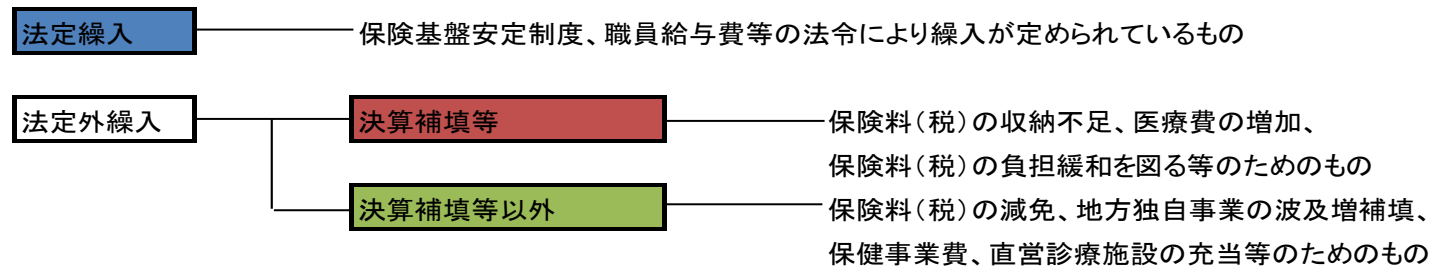 法定繰入 保険基盤安定制度、職員給与費等の法令により繰入が定められているもの
法定外繰入 決算補填等 保険料（税）の収納不足、医療費の増加、
保険料（税）の負担緩和を図る等のためのもの
決算補填等以外 保険料（税）の減免、地方独自事業の波及増補填、
保健事業費、直営診療施設の充当等のためのもの